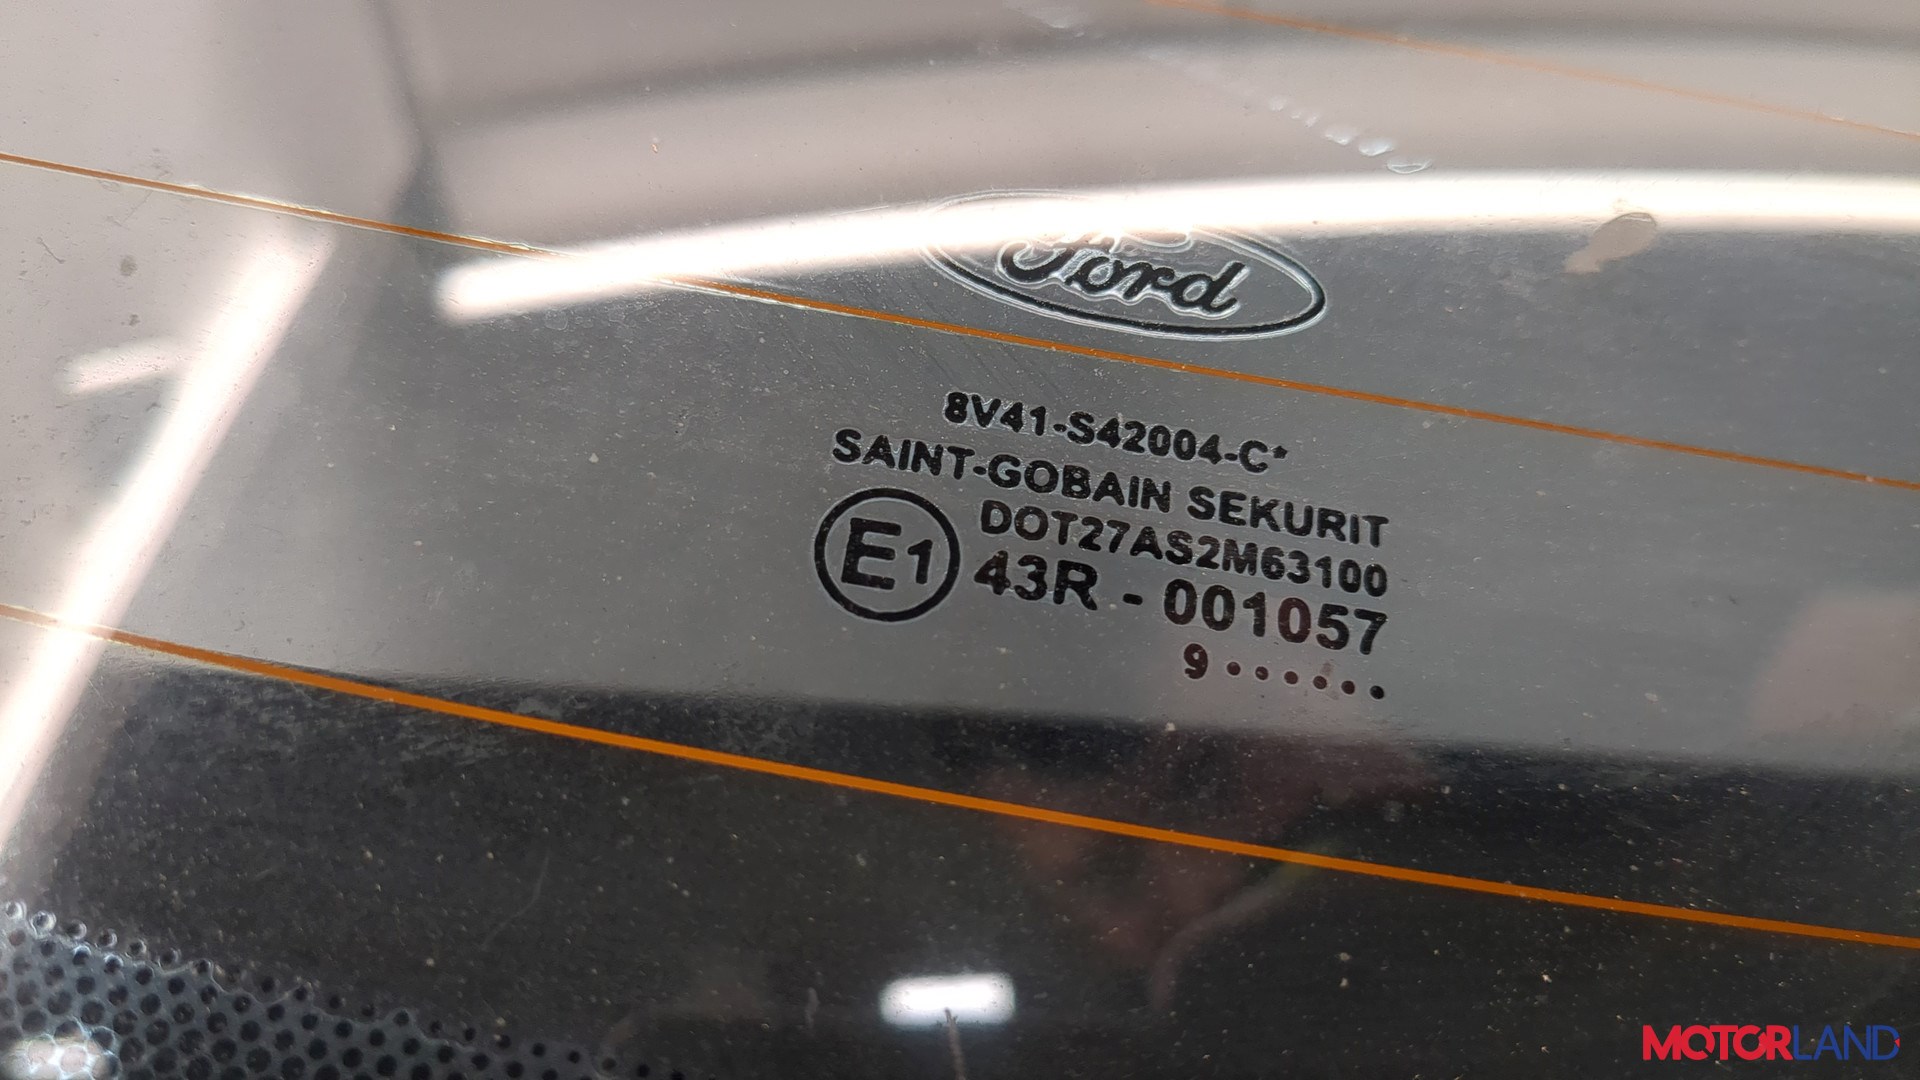 Ford
8V41-S42004-C*
SAINT-GOBAIN SEKURIT
DOT27AS2M63100
E1 43R - 001057
9 ......
MOTORLAND